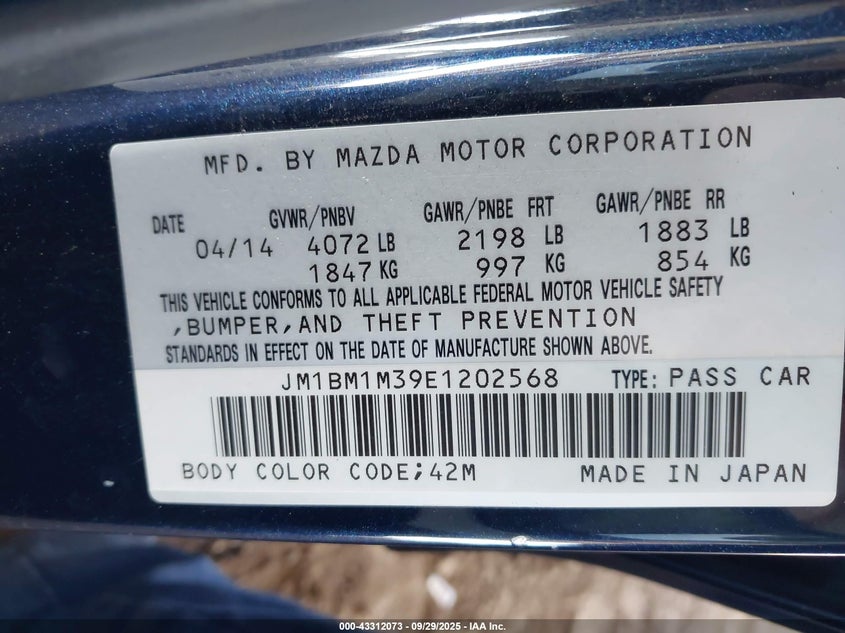 MFD. BY MAZDA MOTOR CORPORATION
DATE GVWR/PNBV GAWR/PNBE FRT GAWR/PNBE RR
04/14 4072 LB 2198 LB 1883 LB
1847 KG 997 KG 854 KG
THIS VEHICLE CONFORMS TO ALL APPLICABLE FEDERAL MOTOR VEHICLE SAFETY
,BUMPER,AND THEFT PREVENTION
STANDARDS IN EFFECT ON THE DATE OF MANUFACTURE SHOWN ABOVE.
JM1BM1M39E1202568 TYPE: PASS CAR
BODY COLOR CODE;42M MADE IN JAPAN
000-43312073 - 09/29/2025 - IAA Inc.